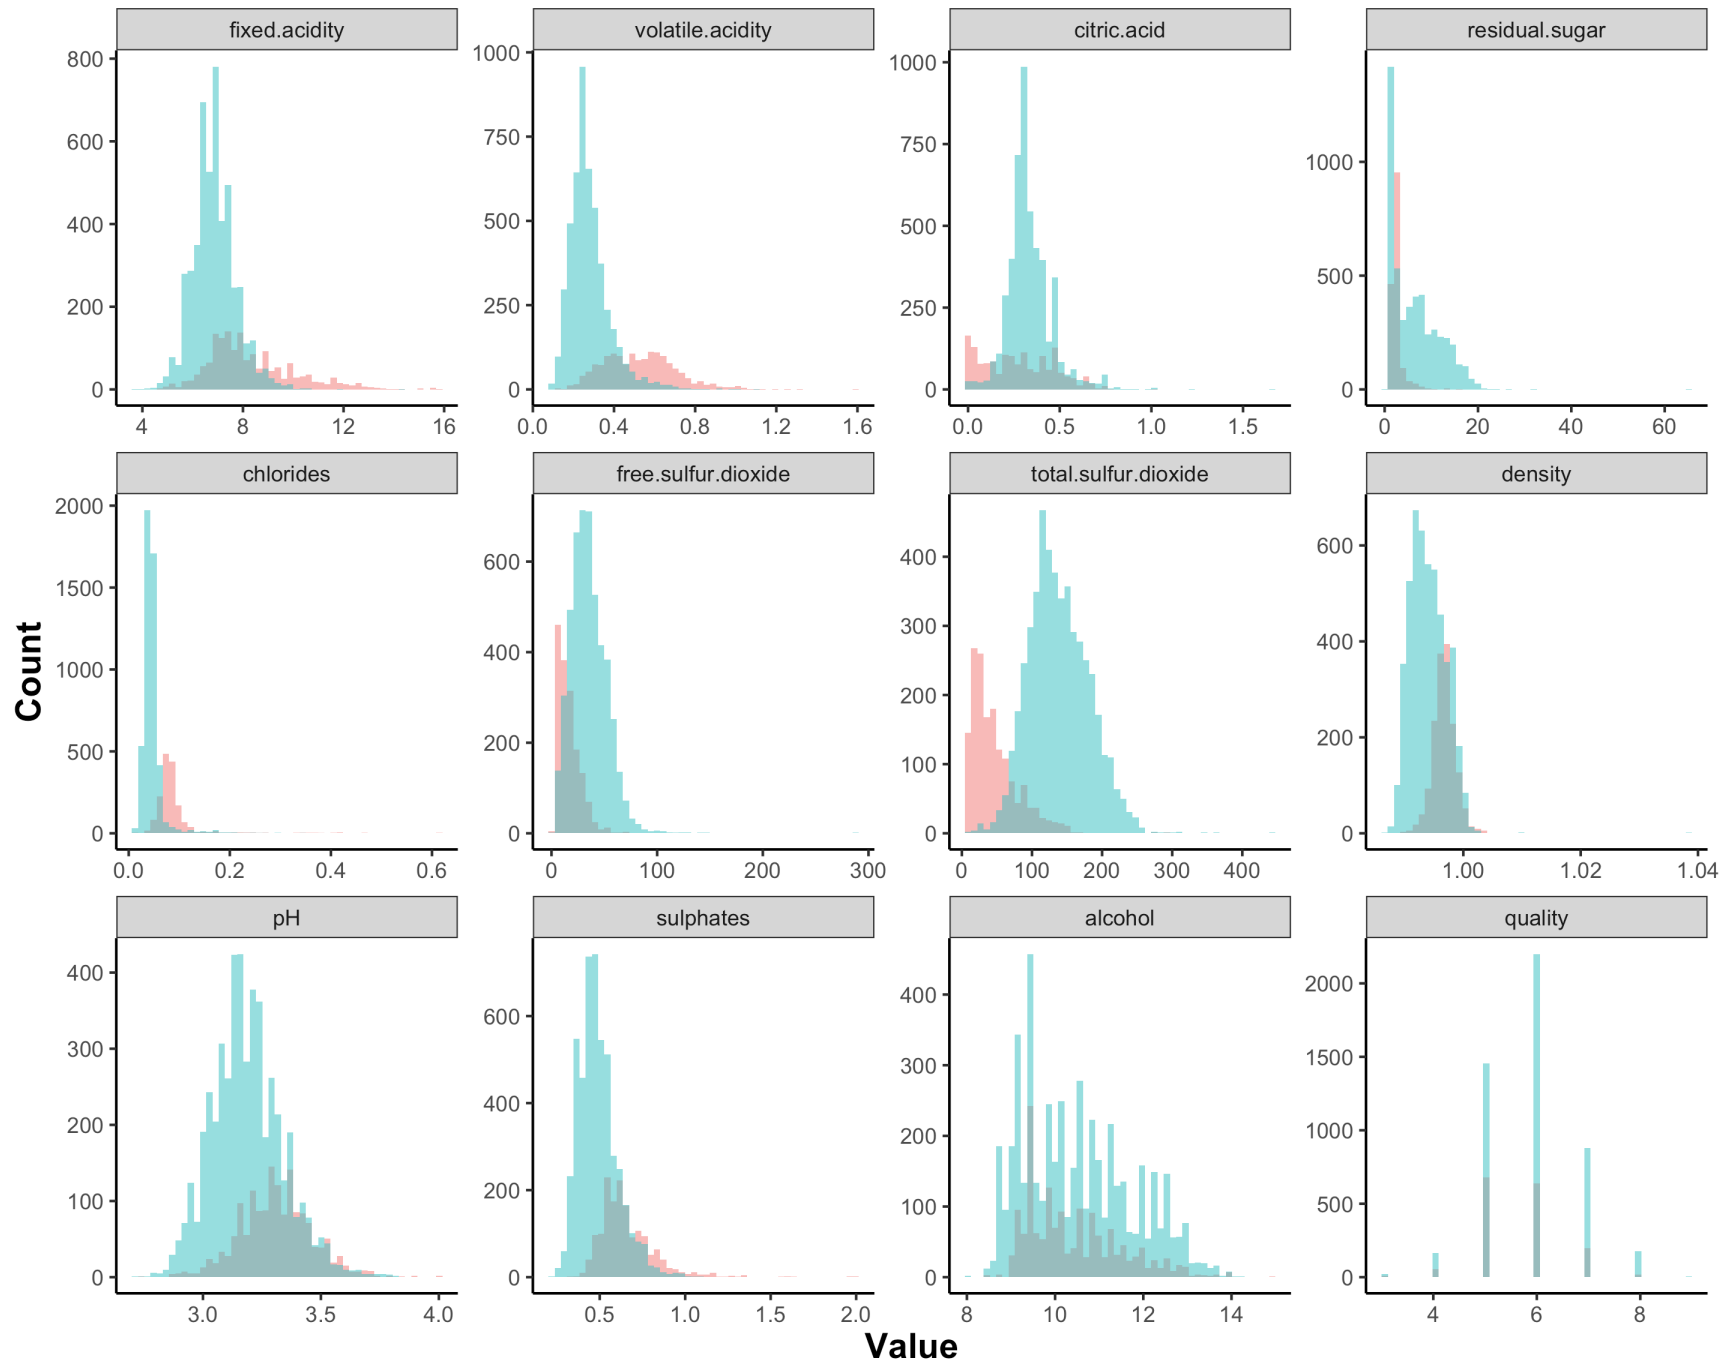 fixed.acidity volatile.acidity citric.acid residual.sugar
800 600 400 200 0
1000 750 500 250 0
1000 750 500 250 0
1000 500 0
4 8 12 16
0.0 0.4 0.8 1.2 1.6
0.0 0.5 1.0 1.5
0 20 40 60
chlorides free.sulfur.dioxide total.sulfur.dioxide density
2000 1500 1000 500 0
600 400 200 0
400 300 200 100 0
600 400 200 0
0.0 0.2 0.4 0.6
0 100 200 300
0 100 200 300 400
1.00 1.02 1.04
pH sulphates alcohol quality
400 300 200 100 0
600 400 200 0
400 300 200 100 0
2000 1500 1000 500 0
3.0 3.5 4.0
0.5 1.0 1.5 2.0
8 10 12 14
4 6 8
Count
Value